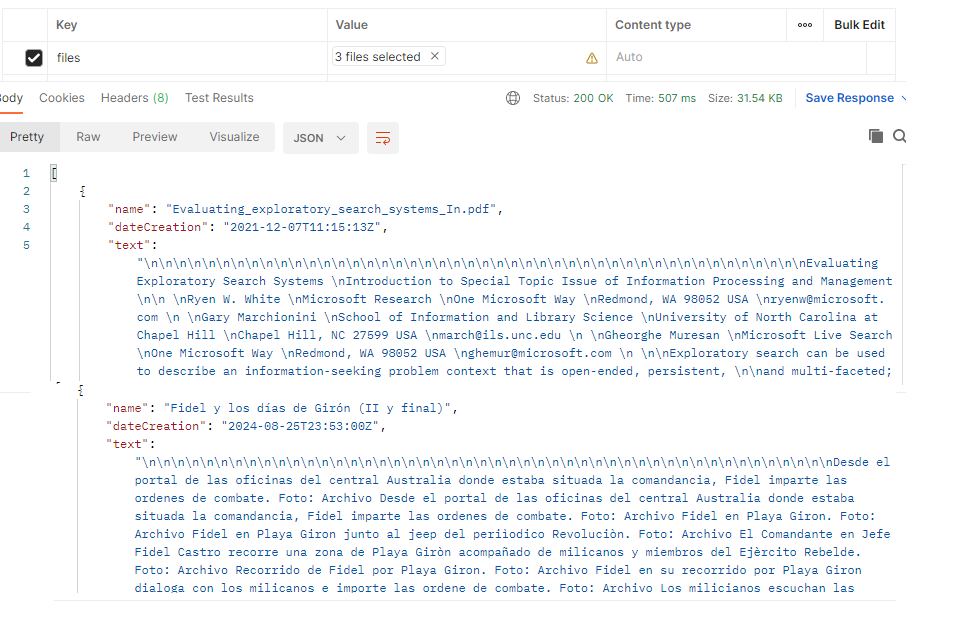 Key Value Content type ooo Bulk Edit
files 3 files selected × Auto
Body Cookies Headers (8) Test Results Status: 200 OK Time: 507 ms Size: 31.54 KB Save Response
Pretty Raw Preview Visualize JSON
1 [
2 {
3 "name": "Evaluating_exploratory_search_systems_In.pdf",
4 "dateCreation": "2021-12-07T11:15:13Z",
5 "text":
"\n\n\n\n\n\n\n\n\n\n\n\n\n\n\n\n\n\n\n\n\n\n\n\n\n\n\n\n\n\n\n\n\n\n\n\n\n\n\n\n\n\n\n\n\n\nEvaluating
Exploratory Search Systems \nIntroduction to Special Topic Issue of Information Processing and Management
\n\n \nRyen W. White \nMicrosoft Research \nOne Microsoft Way \nRedmond, WA 98052 USA \nryenw@microsoft.
com \n \nGary Marchionini \nSchool of Information and Library Science \nUniversity of North Carolina at
Chapel Hill \nChapel Hill, NC 27599 USA \nmarch@ils.unc.edu \n \nGheorghe Muresan \nMicrosoft Live Search
\nOne Microsoft Way \nRedmond, WA 98052 USA \nghemur@microsoft.com \n \n\nExploratory search can be used
to describe an information-seeking problem context that is open-ended, persistent, \n\nand multi-faceted;
{
"name": "Fidel y los días de Girón (II y final)",
"dateCreation": "2024-08-25T23:53:00Z",
"text":
"\n\n\n\n\n\n\n\n\n\n\n\n\n\n\n\n\n\n\n\n\n\n\n\n\n\n\n\n\n\n\n\n\n\n\n\n\n\n\n\n\n\n\n\n\n\n\n\nDesde el
portal de las oficinas del central Australia donde estaba situada la comandancia, Fidel imparte las
ordenes de combate. Foto: Archivo Desde el portal de las oficinas del central Australia donde estaba
situada la comandancia, Fidel imparte las ordenes de combate. Foto: Archivo Fidel en Playa Giron. Foto:
Archivo Fidel en Playa Giron junto al jeep del periiodico Revoluciòn. Foto: Archivo El Comandante en Jefe
Fidel Castro recorre una zona de Playa Giròn acompañado de milicanos y miembros del Ejèrcito Rebelde.
Foto: Archivo Recorrido de Fidel por Playa Giron. Foto: Archivo Fidel en su recorrido por Playa Giron
dialoga con los milicanos e importe las ordene de combate. Foto: Archivo Los milicianos escuchan las